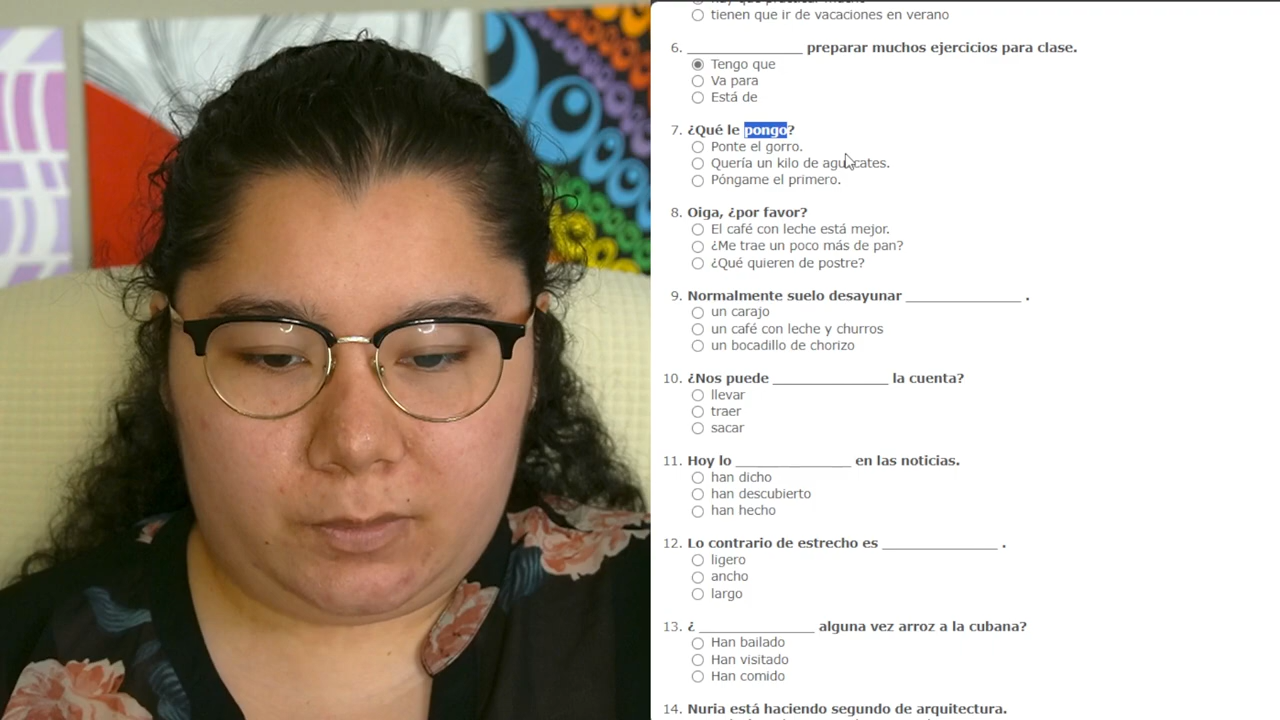 tienen que ir de vacaciones en verano
6. _______________ preparar muchos ejercicios para clase.
Tengo que
Va para
Está de
7. ¿Qué le pongo?
Ponte el gorro.
Quería un kilo de aguacates.
Póngame el primero.
8. Oiga, ¿por favor?
El café con leche está mejor.
¿Me trae un poco más de pan?
¿Qué quieren de postre?
9. Normalmente suelo desayunar _______________ .
un carajo
un café con leche y churros
un bocadillo de chorizo
10. ¿Nos puede _______________ la cuenta?
llevar
traer
sacar
11. Hoy lo _______________ en las noticias.
han dicho
han descubierto
han hecho
12. Lo contrario de estrecho es _______________ .
ligero
ancho
largo
13. ¿ _______________ alguna vez arroz a la cubana?
Han bailado
Han visitado
Han comido
14. Nuria está haciendo segundo de arquitectura.